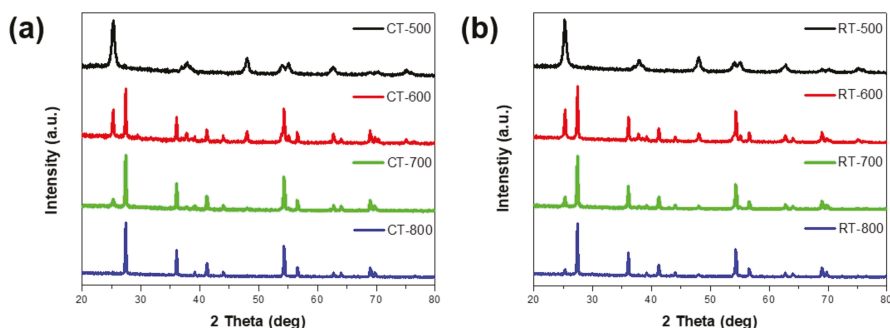 (a)
CT-500
CT-600
CT-700
CT-800
Intensity (a.u.)
20 30 40 50 60 70 80
2 Theta (deg)
(b)
RT-500
RT-600
RT-700
RT-800
Intenstiy (a.u.)
20 30 40 50 60 70 80
2 Theta (deg)